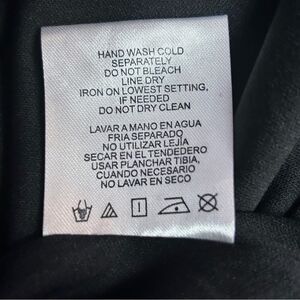 HAND WASH COLD
SEPARATELY
DO NOT BLEACH
LINE DRY
IRON ON LOWEST SETTING,
IF NEEDED
DO NOT DRY CLEAN
LAVAR A MANO EN AGUA
FRIA SEPARADO
NO UTILIZAR LEJÍA
SECAR EN EL TENDEDERO
USAR PLANCHAR TIBIA,
CUANDO NECESARIO
NO LAVAR EN SECO